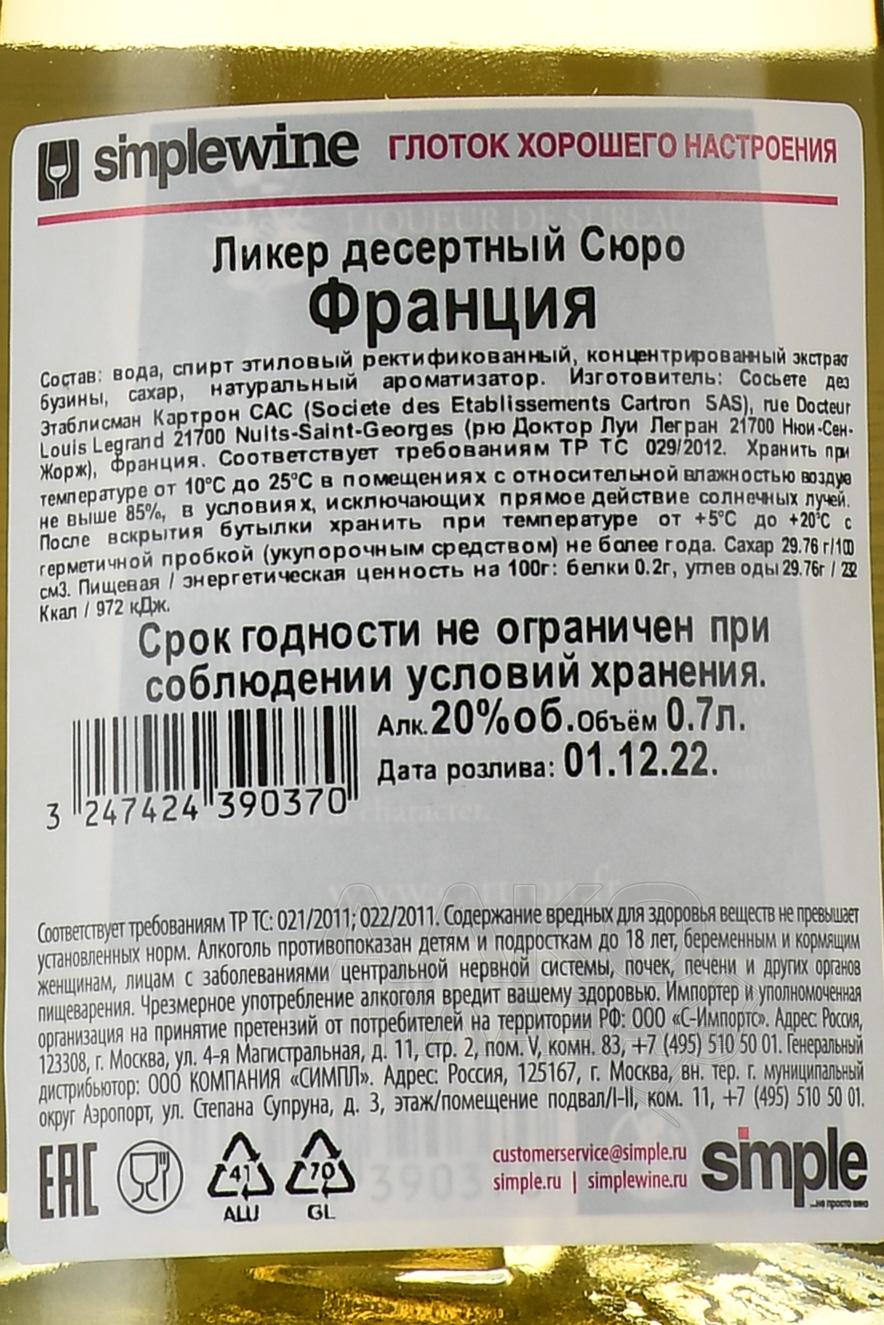 simplewine ГЛОТОК ХОРОШЕГО НАСТРОЕНИЯ
LIQUEUR DE SUREAU
Ликер десертный Сюро
Франция
Состав: вода, спирт этиловый ректификованный, концентрированный экстракт
бузины, сахар, натуральный ароматизатор. Изготовитель: Сосьете дез
Этаблисман Картрон САС (Societe des Etablissements Cartron SAS), rue Docteur
Louis Legrand 21700 Nuits-Saint-Georges (рю Доктор Луи Легран 21700 Нюи-Сен-
Жорж), Франция. Соответствует требованиям ТР ТС 029/2012. Хранить при
температуре от 10°С до 25°С в помещениях с относительной влажностью воздуха
не выше 85%, в условиях, исключающих прямое действие солнечных лучей.
После вскрытия бутылки хранить при температуре от +5°С до +20°С с
герметичной пробкой (укупорочным средством) не более года. Сахар 29.76 г/100
см3. Пищевая / энергетическая ценность на 100г: белки 0.2г, углеводы 29.76г / 232
Ккал / 972 кДж.
Срок годности не ограничен при
соблюдении условий хранения.
Алк. 20%об. Объём 0.7л.
Дата розлива: 01.12.22.
3 247424 390370
character.
Соответствует требованиям ТР ТС: 021/2011; 022/2011. Содержание вредных для здоровья веществ не превышает
установленных норм. Алкоголь противопоказан детям и подросткам до 18 лет, беременным и кормящим
женщинам, лицам с заболеваниями центральной нервной системы, почек, печени и других органов
пищеварения. Чрезмерное употребление алкоголя вредит вашему здоровью. Импортер и уполномоченная
организация на принятие претензий от потребителей на территории РФ: ООО «С-Импортс». Адрес: Россия,
123308, г. Москва, ул. 4-я Магистральная, д. 11, стр. 2, пом. V, комн. 83, +7 (495) 510 50 01. Генеральный
дистрибьютор: ООО КОМПАНИЯ «СИМПЛ». Адрес: Россия, 125167, г. Москва, вн. тер. г. муниципальный
округ Аэропорт, ул. Степана Супруна, д. 3, этаж/помещение подвал/I-II, ком. 11, +7 (495) 510 50 01.
EAC 41 ALU 70 GL
customerservice@simple.ru
simple.ru | simplewine.ru
simple
...не просто вино